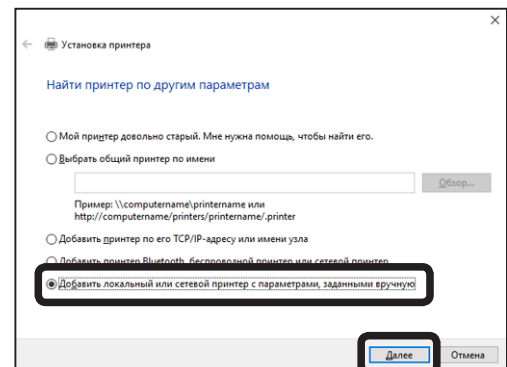 Установка принтера
Найти принтер по другим параметрам
Мой принтер довольно старый. Мне нужна помощь, чтобы найти его.
Выбрать общий принтер по имени
Обзор...
Пример: \\computername\printername или
http://computername/printers/printername/.printer
Добавить принтер по его TCP/IP-адресу или имени узла
Добавить принтер Bluetooth, беспроводной принтер или сетевой принтер
Добавить локальный или сетевой принтер с параметрами, заданными вручную
Далее
Отмена